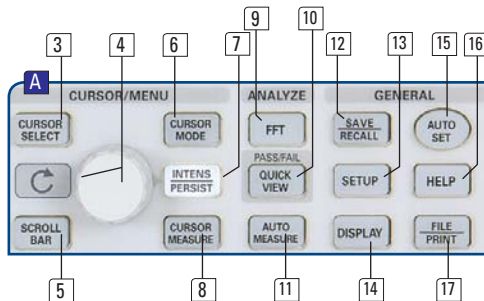 9
10
3
4
6
7
12
13
15
16
A
CURSOR/MENU
ANALYZE
GENERAL
CURSOR
SELECT
CURSOR
MODE
FFT
SAVE
RECALL
AUTO
SET
PASS/FAIL
INTENS
PERSIST
QUICK
VIEW
SETUP
HELP
SCROLL
BAR
CURSOR
MEASURE
AUTO
MEASURE
DISPLAY
FILE
PRINT
5
8
11
14
17